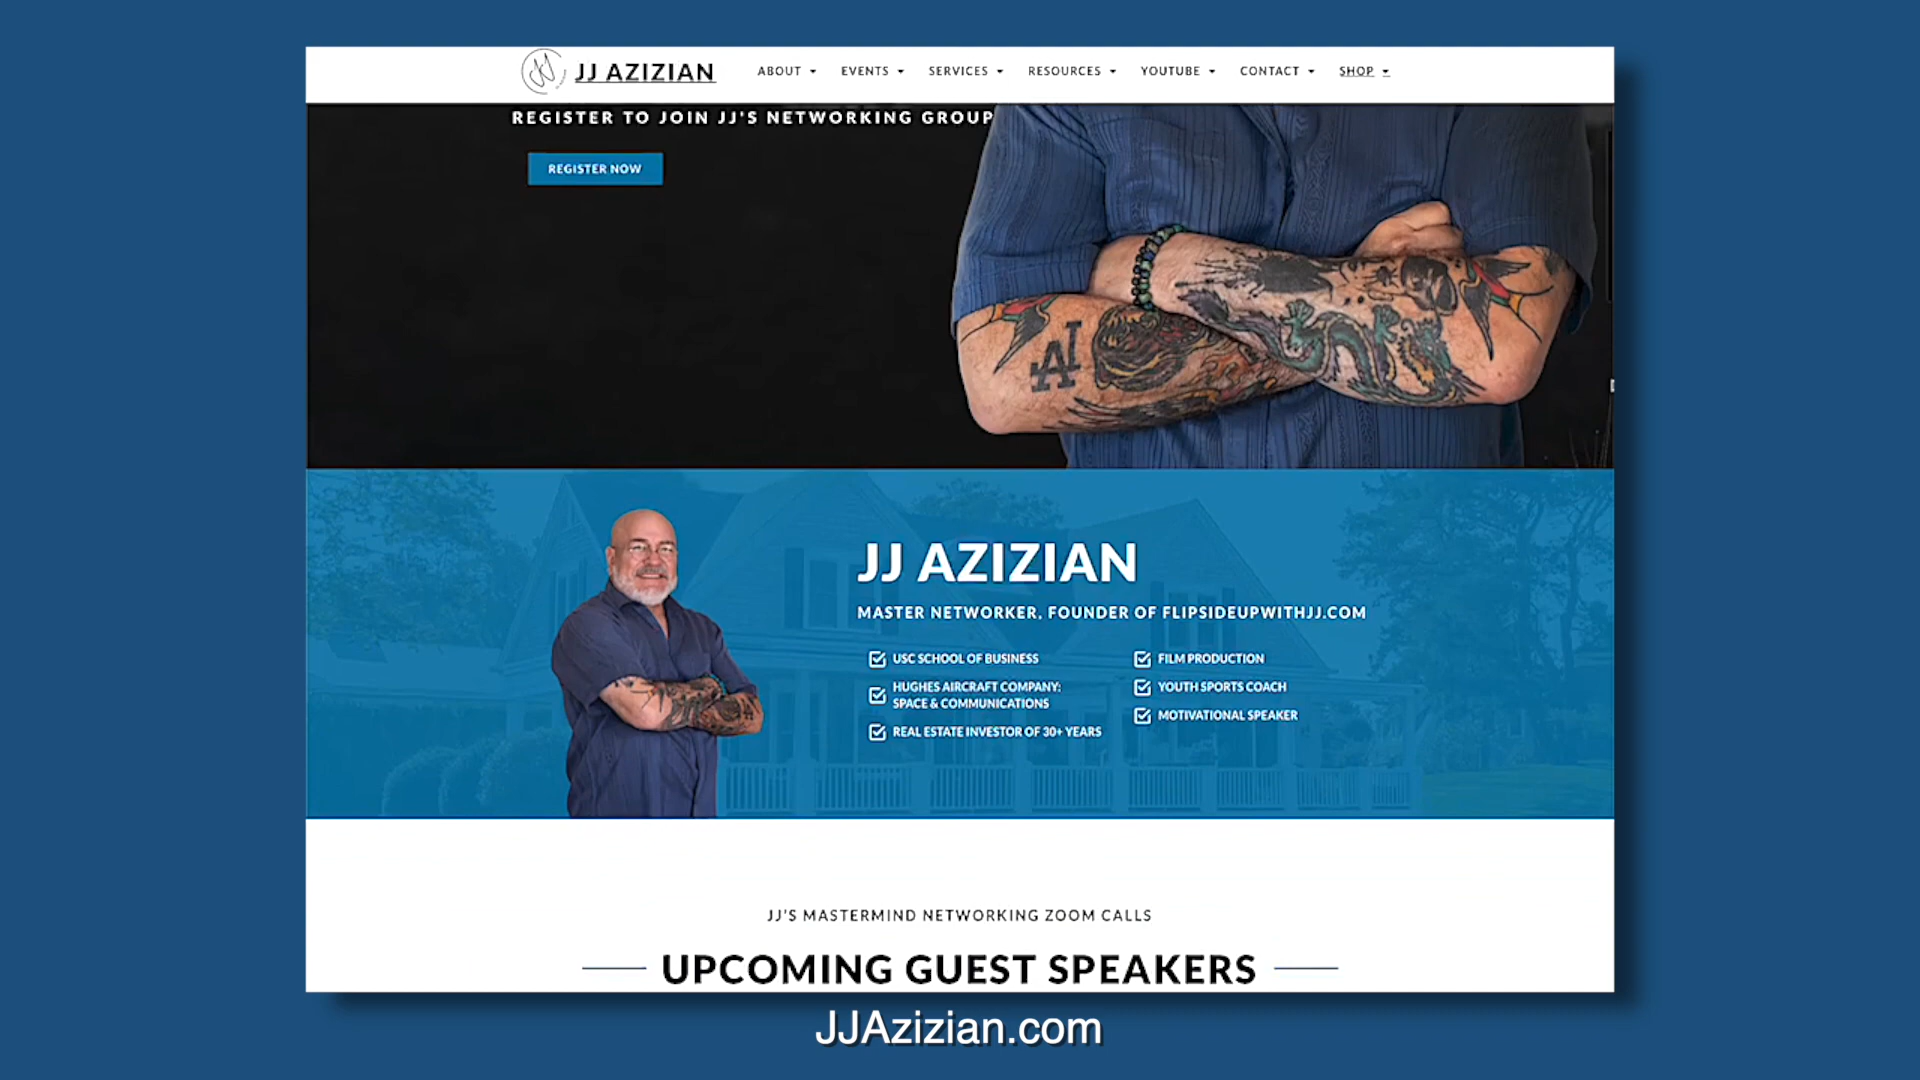 JJ AZIZIAN
ABOUT EVENTS SERVICES RESOURCES YOUTUBE CONTACT SHOP
REGISTER TO JOIN JJ'S NETWORKING GROUP
REGISTER NOW
LA
JJ AZIZIAN
MASTER NETWORKER, FOUNDER OF FLIPSIDEUPWITHJJ.COM
USC SCHOOL OF BUSINESS
HUGHES AIRCRAFT COMPANY:
SPACE & COMMUNICATIONS
REAL ESTATE INVESTOR OF 30+ YEARS
FILM PRODUCTION
YOUTH SPORTS COACH
MOTIVATIONAL SPEAKER
JJ'S MASTERMIND NETWORKING ZOOM CALLS
UPCOMING GUEST SPEAKERS
JJAzizian.com